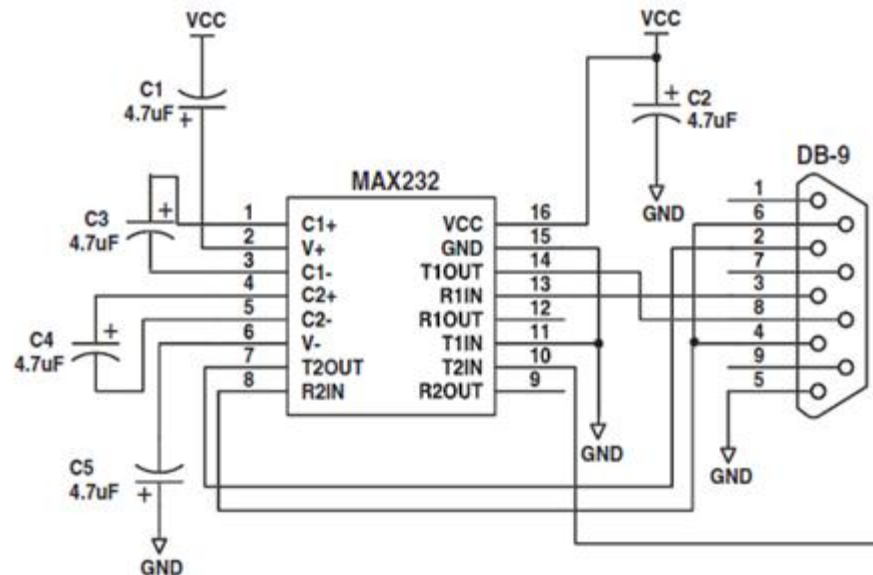 VCC
C1
4.7uF
+
VCC
+
C2
4.7uF
GND
DB-9
MAX232
C3
4.7uF
+
C4
4.7uF
+
C5
4.7uF
+
GND
1 C1+ VCC 16
2 V+ GND 15
3 C1- T1OUT 14
4 C2+ R1IN 13
5 C2- R1OUT 12
6 V- T1IN 11
7 T2OUT T2IN 10
8 R2IN R2OUT 9
GND
1
6
2
7
3
8
4
9
5
GND